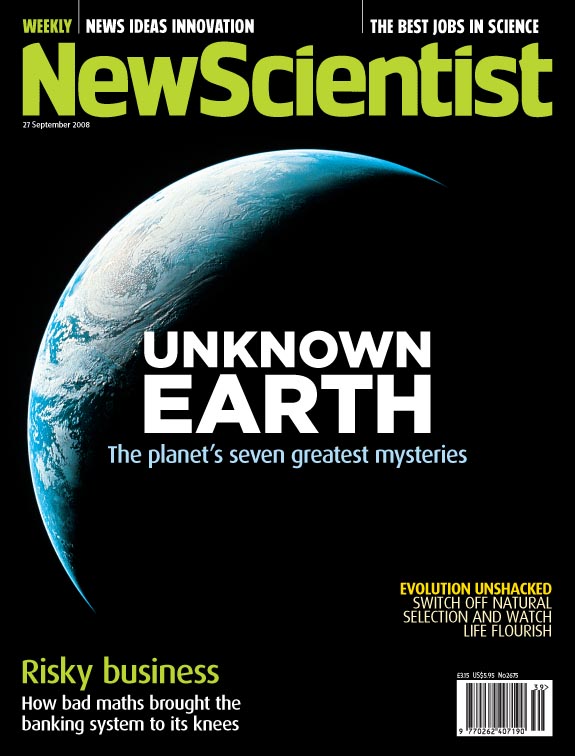 WEEKLY NEWS IDEAS INNOVATION THE BEST JOBS IN SCIENCE
NewScientist
27 September 2008
UNKNOWN
EARTH
The planet's seven greatest mysteries
EVOLUTION UNSHACKED
SWITCH OFF NATURAL
SELECTION AND WATCH
LIFE FLOURISH
Risky business
How bad maths brought the
banking system to its knees
£3.15 US$5.95 No2675
39>
9 770262 407190